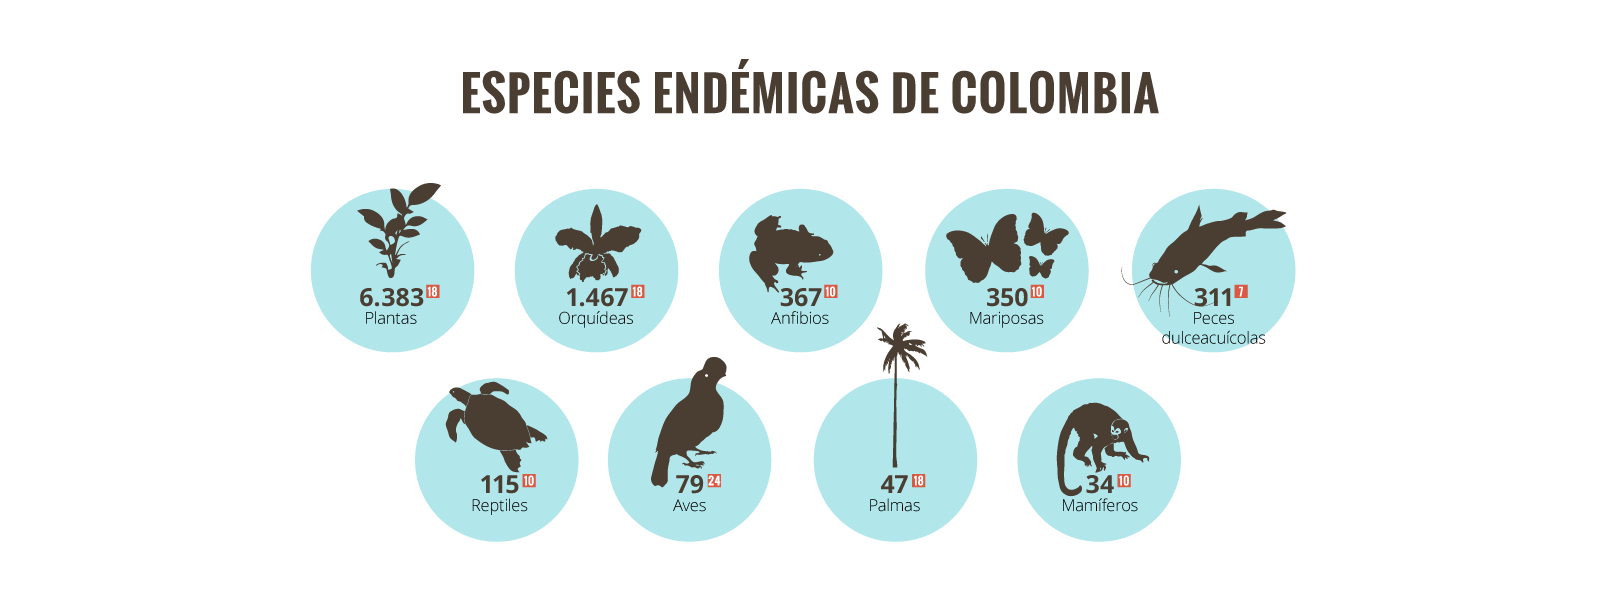 ESPECIES ENDÉMICAS DE COLOMBIA
6.383 18
Plantas
1.467 18
Orquídeas
367 10
Anfibios
350 10
Mariposas
311 7
Peces
dulceacuícolas
115 10
Reptiles
79 24
Aves
47 18
Palmas
34 10
Mamíferos